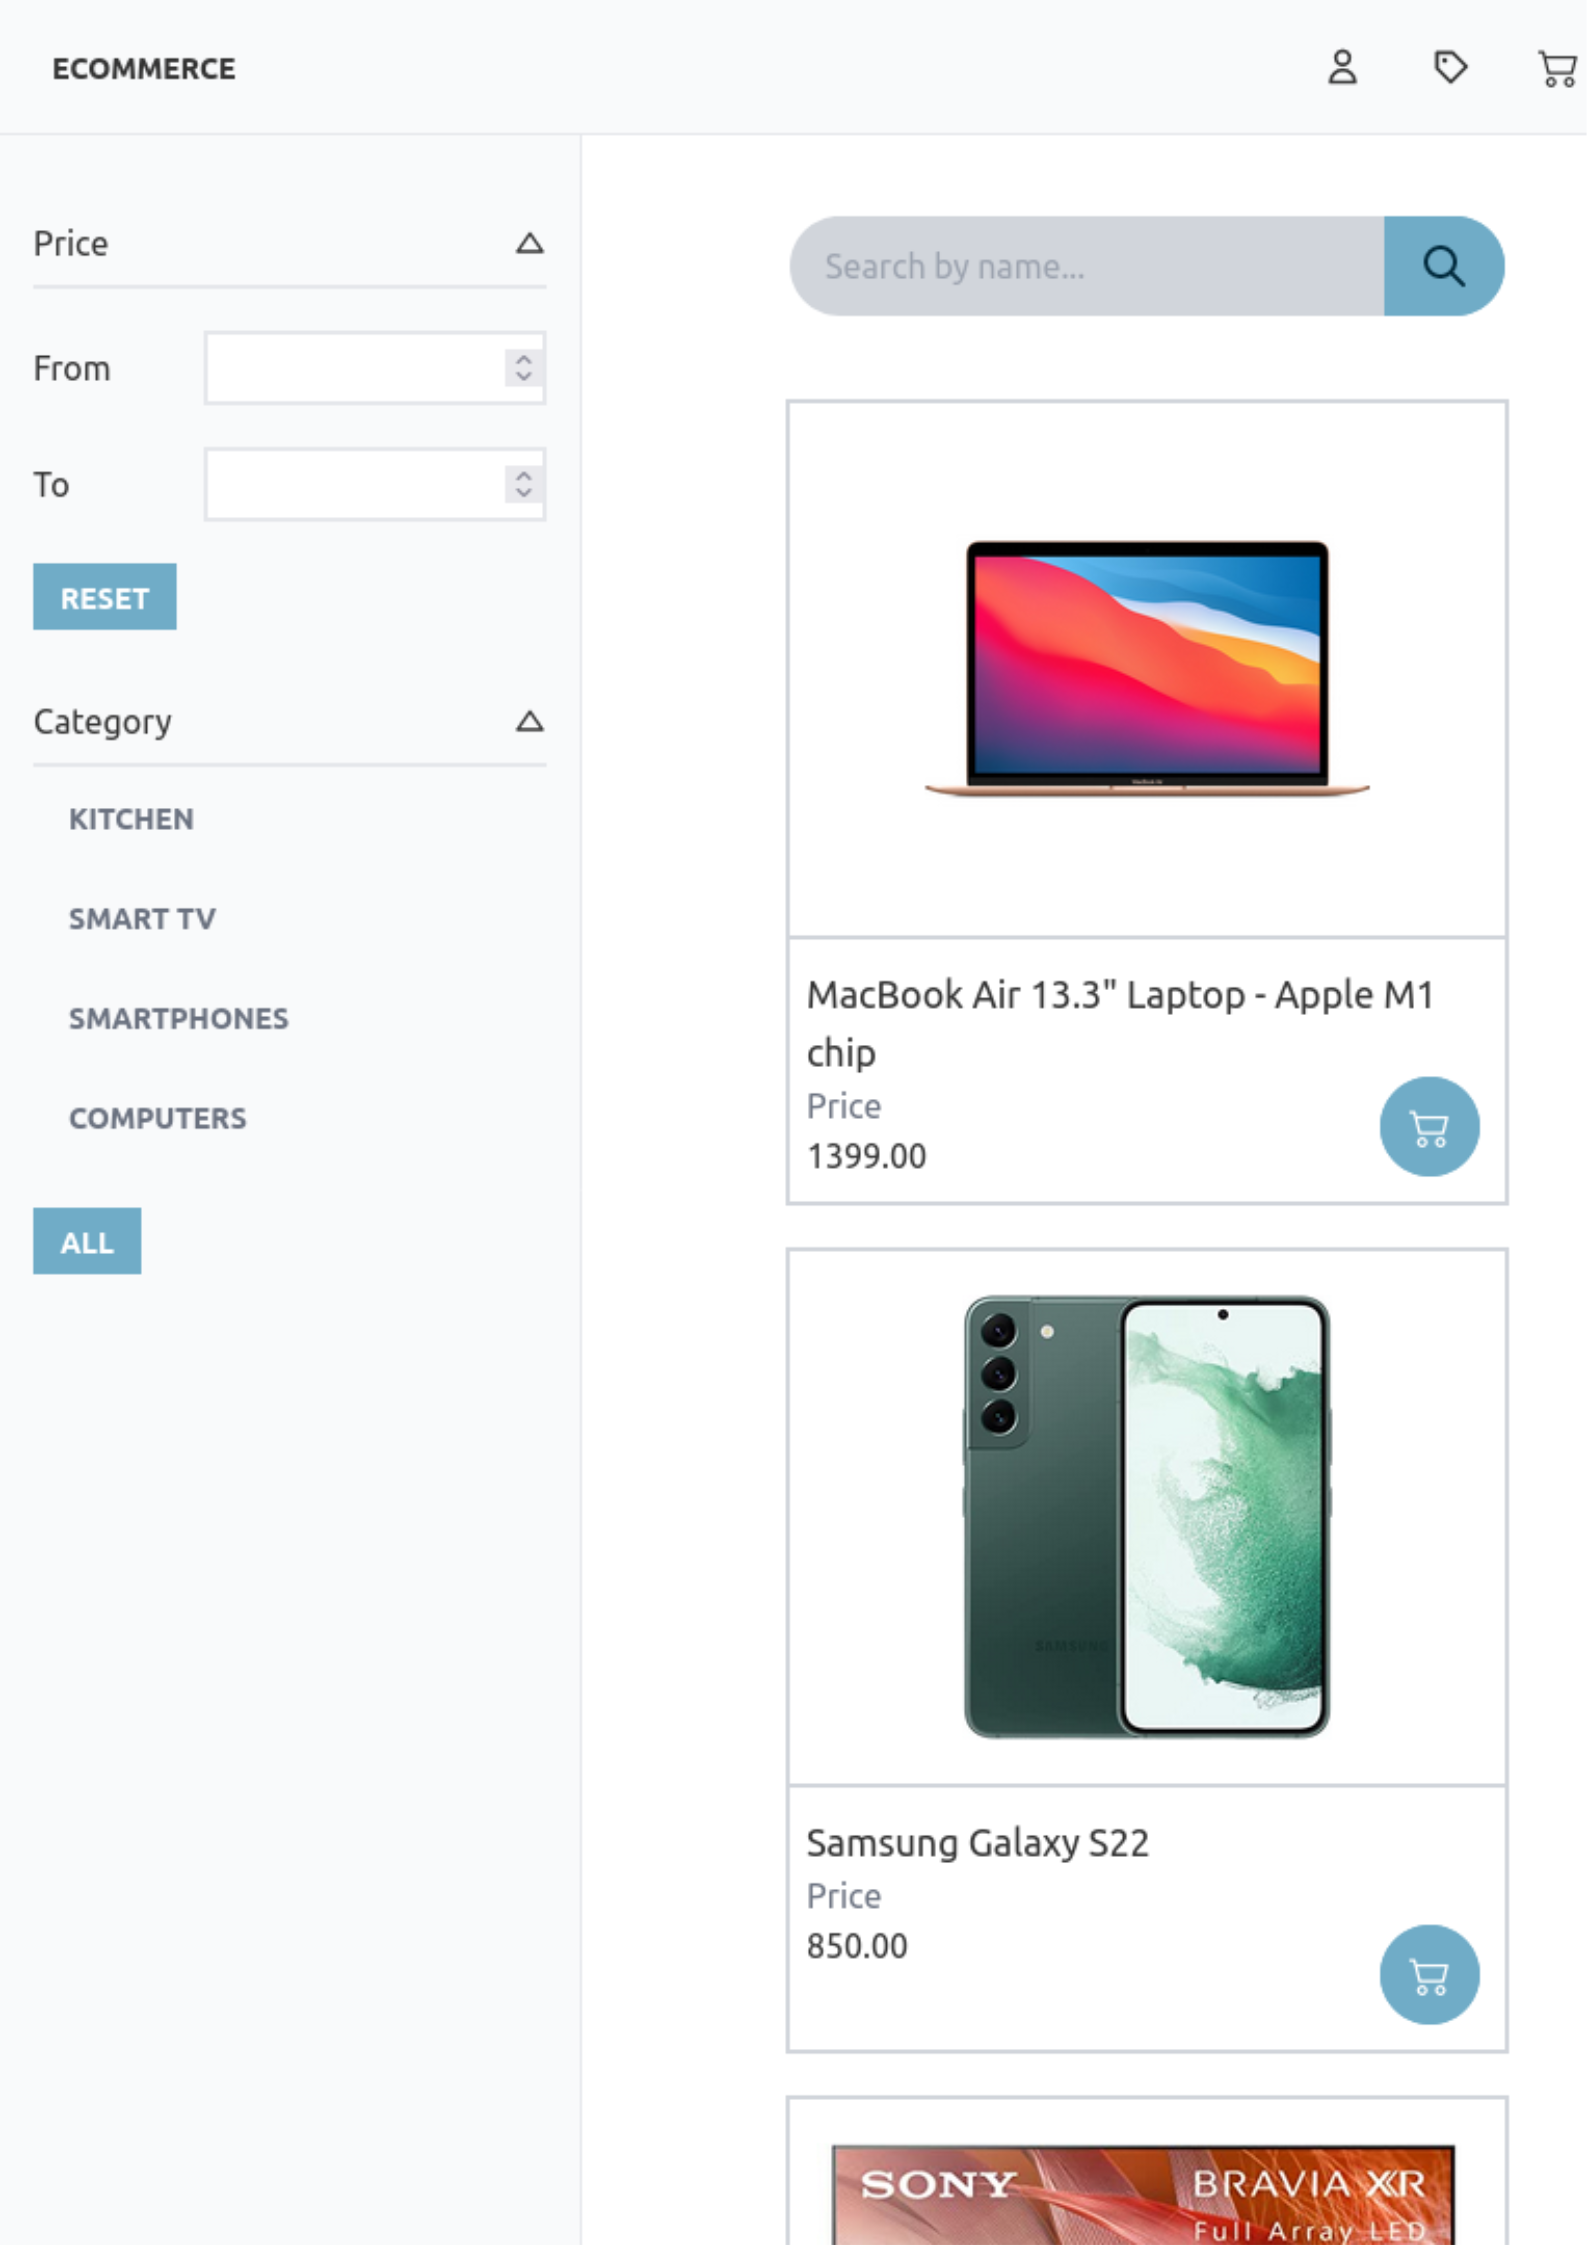 ECOMMERCE
Price
From
To
RESET
Category
KITCHEN
SMART TV
SMARTPHONES
COMPUTERS
ALL
Search by name...
MacBook Air 13.3" Laptop - Apple M1
chip
Price
1399.00
SAMSUNG
Samsung Galaxy S22
Price
850.00
SONY
BRAVIA XR
Full Array LED